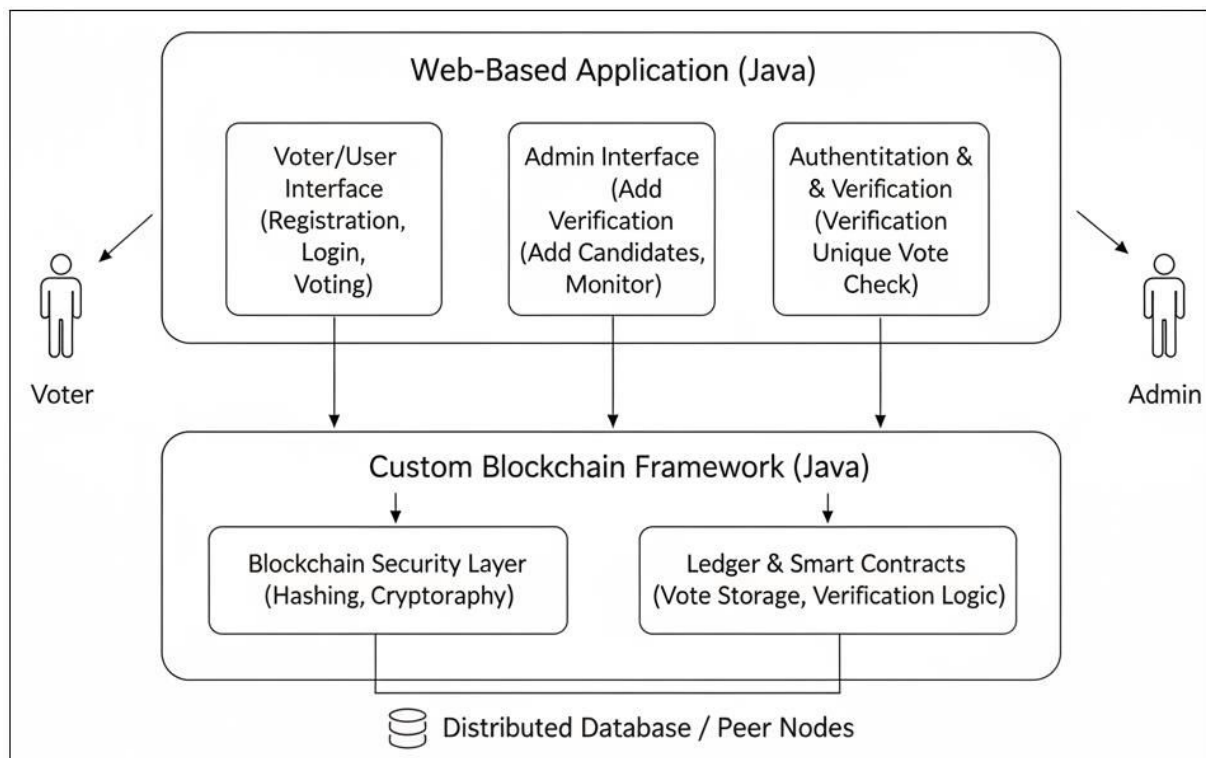 Web-Based Application (Java)
Voter/User
Interface
(Registration,
Login,
Voting)
Admin Interface
(Add
Verification
(Add Candidates,
Monitor)
Authentitation &
& Verification
(Verification
Unique Vote
Check)
Voter
Admin
Custom Blockchain Framework (Java)
Blockchain Security Layer
(Hashing, Cryptoraphy)
Ledger & Smart Contracts
(Vote Storage, Verification Logic)
Distributed Database / Peer Nodes